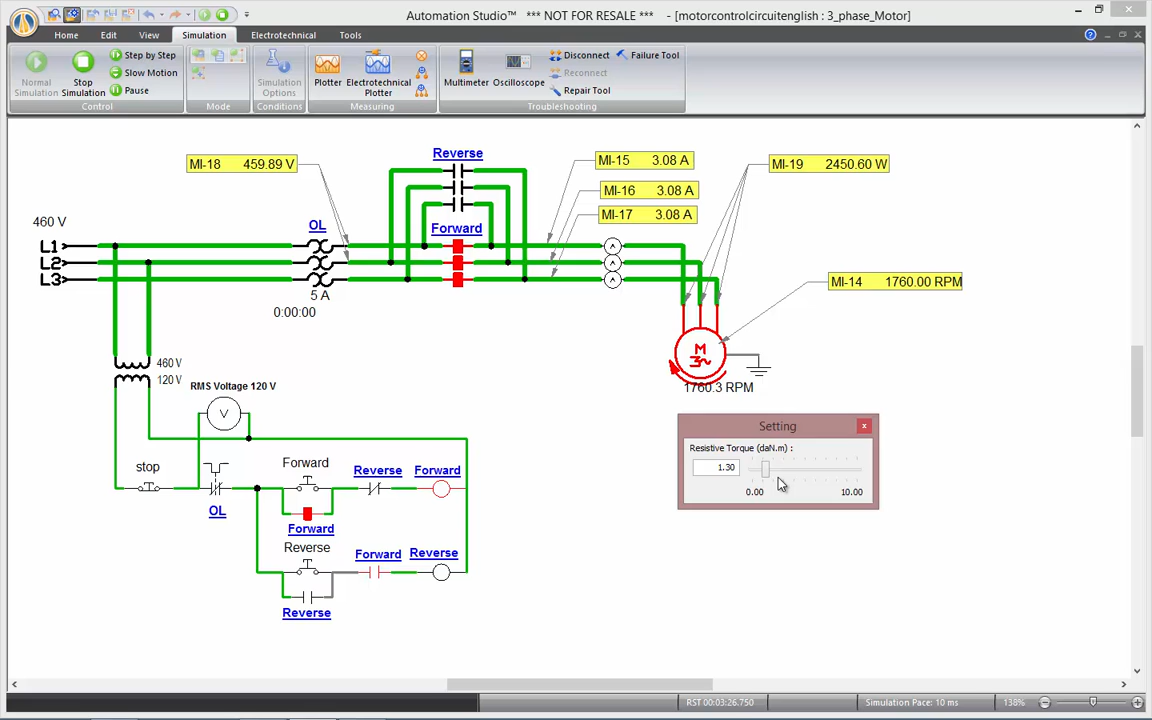 Automation Studio™ *** NOT FOR RESALE *** - [motorcontrolcircuitenglish : 3_phase_Motor]
Home Edit View Simulation Electrotechnical Tools
Normal Simulation
Stop Simulation
Step by Step
Slow Motion
Pause
Control
Mode
Simulation Options
Conditions
Plotter
Electrotechnical Plotter
Measuring
Multimeter
Oscilloscope
Disconnect
Reconnect
Repair Tool
Failure Tool
Troubleshooting
Reverse
MI-18 459.89 V
MI-15 3.08 A
MI-19 2450.60 W
MI-16 3.08 A
MI-17 3.08 A
460 V
OL
Forward
L1
L2
L3
5 A
0:00:00
MI-14 1760.00 RPM
M
3~
1760.3 RPM
460 V
120 V
RMS Voltage 120 V
V
Setting
Resistive Torque (daN.m) :
1.30
0.00 10.00
stop
Forward
Reverse
Forward
OL
Forward
Reverse
Forward
Reverse
Reverse
RST 00:03:26.750
Simulation Pace: 10 ms
138%